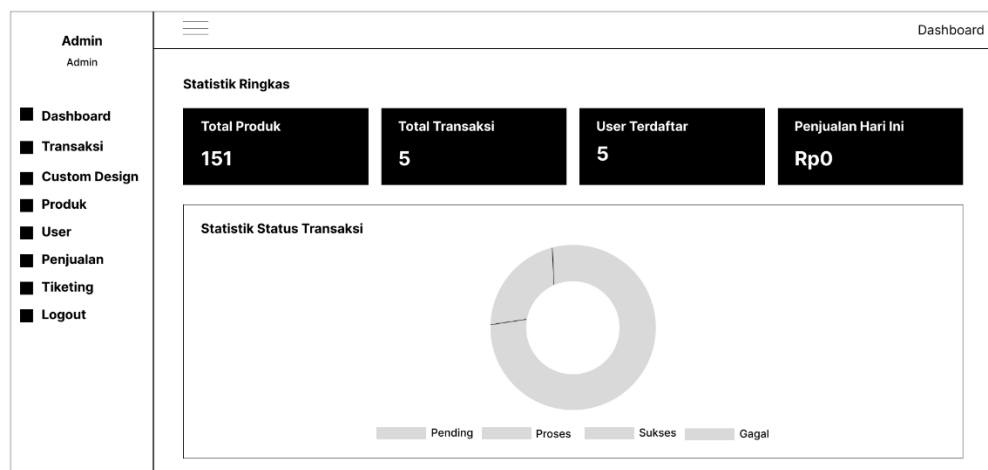 Admin
Admin
Dashboard
Transaksi
Custom Design
Produk
User
Penjualan
Tiketing
Logout
Dashboard
Statistik Ringkas
Total Produk
151
Total Transaksi
5
User Terdaftar
5
Penjualan Hari Ini
Rp0
Statistik Status Transaksi
Pending Proses Sukses Gagal